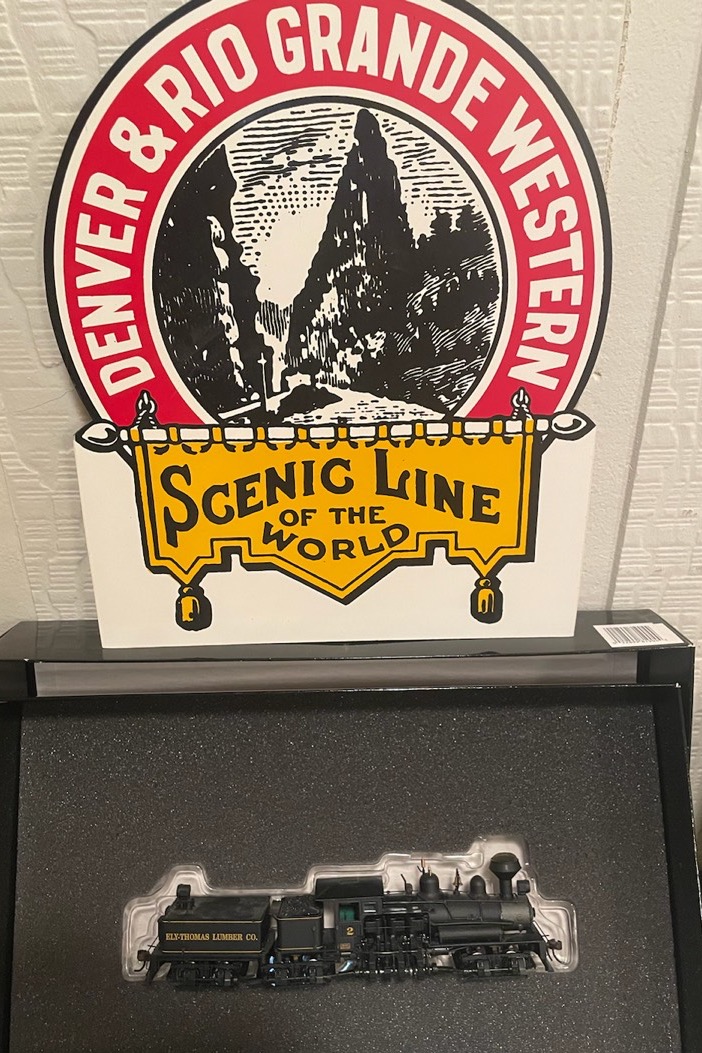 DENVER & RIO GRANDE WESTERN
SCENIC LINE
OF THE
WORLD
ELY-THOMAS LUMBER CO.
2